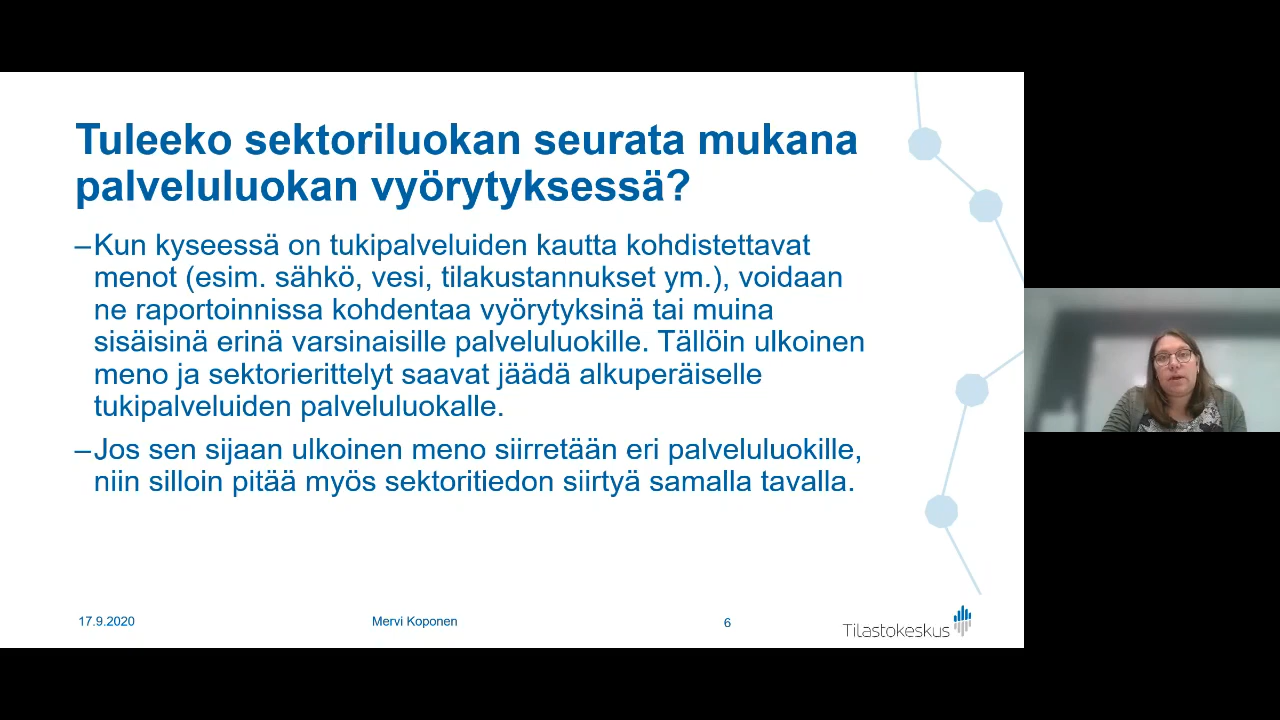 Tuleeko sektoriluokan seurata mukana
palveluluokan vyörytyksessä?
–Kun kyseessä on tukipalveluiden kautta kohdistettavat
menot (esim. sähkö, vesi, tilakustannukset ym.), voidaan
ne raportoinnissa kohdentaa vyörytyksinä tai muina
sisäisinä erinä varsinaisille palveluluokille. Tällöin ulkoinen
meno ja sektorierittelyt saavat jäädä alkuperäiselle
tukipalveluiden palveluluokalle.
–Jos sen sijaan ulkoinen meno siirretään eri palveluluokille,
niin silloin pitää myös sektoritiedon siirtyä samalla tavalla.
17.9.2020
Mervi Koponen
6
Tilastokeskus